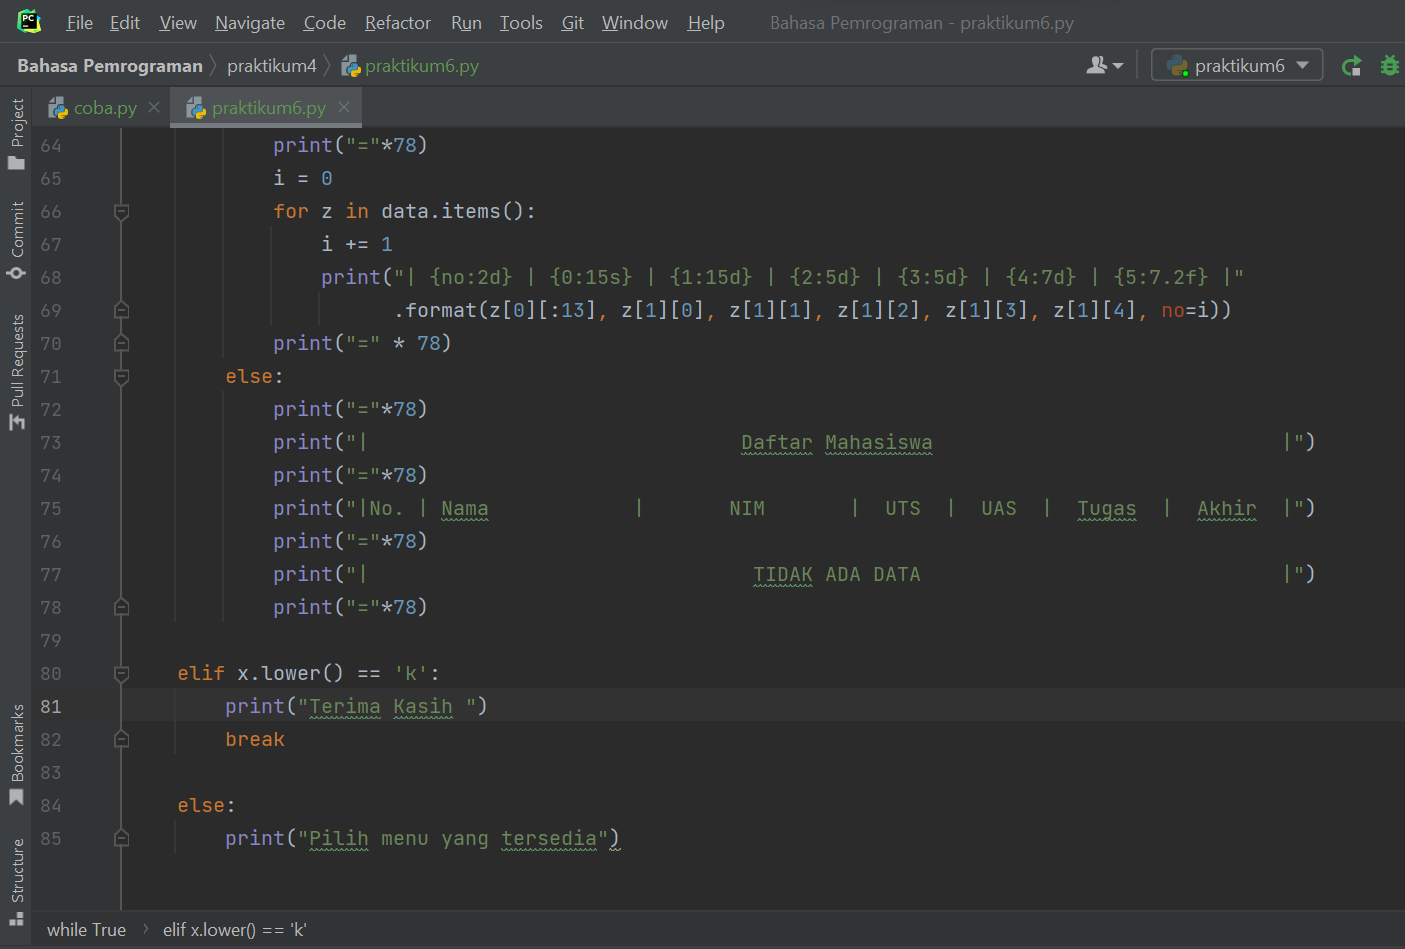 PC
File Edit View Navigate Code Refactor Run Tools Git Window Help Bahasa Pemrograman - praktikum6.py
Bahasa Pemrograman praktikum4 praktikum6.py praktikum6
coba.py praktikum6.py
Project
Commit
Pull Requests
Bookmarks
Structure
64 print("="*78)
65 i = 0
66 for z in data.items():
67 i += 1
68 print("| {no:2d} | {0:15s} | {1:15d} | {2:5d} | {3:5d} | {4:7d} | {5:7.2f} |"
69 .format(z[0][:13], z[1][0], z[1][1], z[1][2], z[1][3], z[1][4], no=i))
70 print("=" * 78)
71 else:
72 print("="*78)
73 print("|                               Daftar Mahasiswa                             |")
74 print("="*78)
75 print("|No. | Nama            |       NIM       |  UTS  |  UAS  |  Tugas  |  Akhir  |")
76 print("="*78)
77 print("|                                TIDAK ADA DATA                              |")
78 print("="*78)
79
80 elif x.lower() == 'k':
81 print("Terima Kasih ")
82 break
83
84 else:
85 print("Pilih menu yang tersedia")
while True elif x.lower() == 'k'